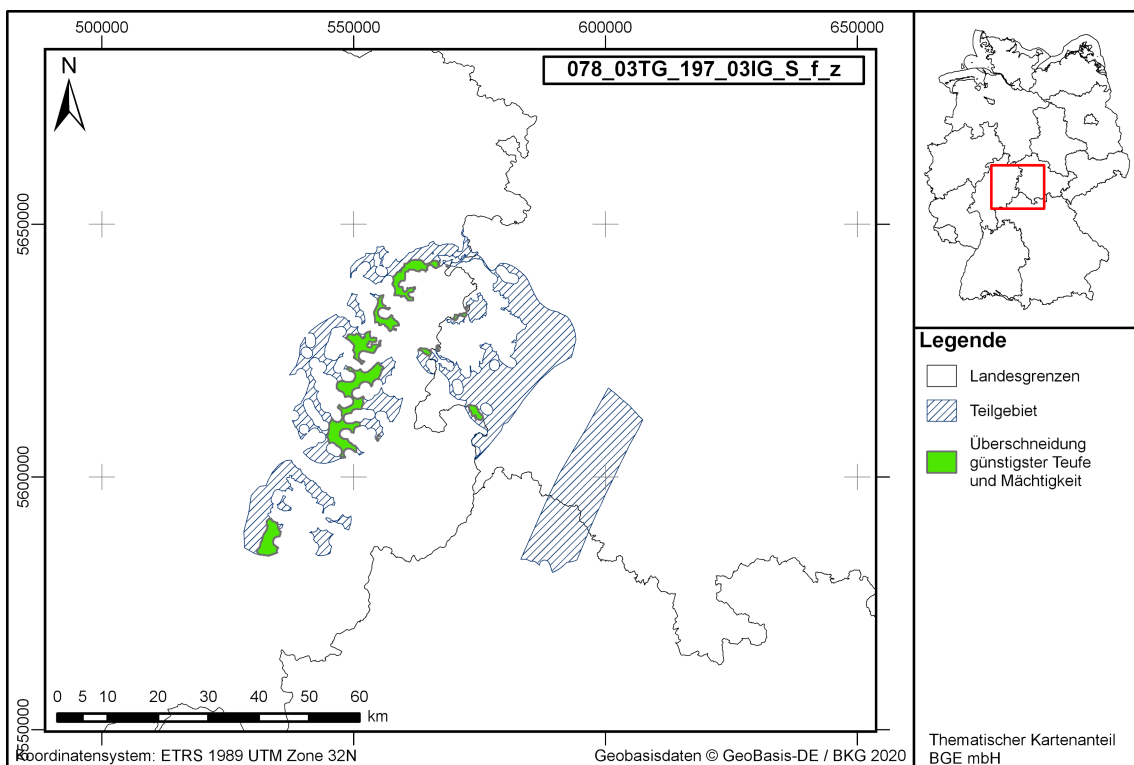 500000
550000
600000
650000
N
078_03TG_197_03IG_S_f_z
5650000
5600000
5550000
0 5 10 20 30 40 50 60
km
Koordinatensystem: ETRS 1989 UTM Zone 32N
Geobasisdaten © GeoBasis-DE / BKG 2020
Legende
Landesgrenzen
Teilgebiet
Überschneidung
günstigster Teufe
und Mächtigkeit
Thematischer Kartenanteil
BGE mbH